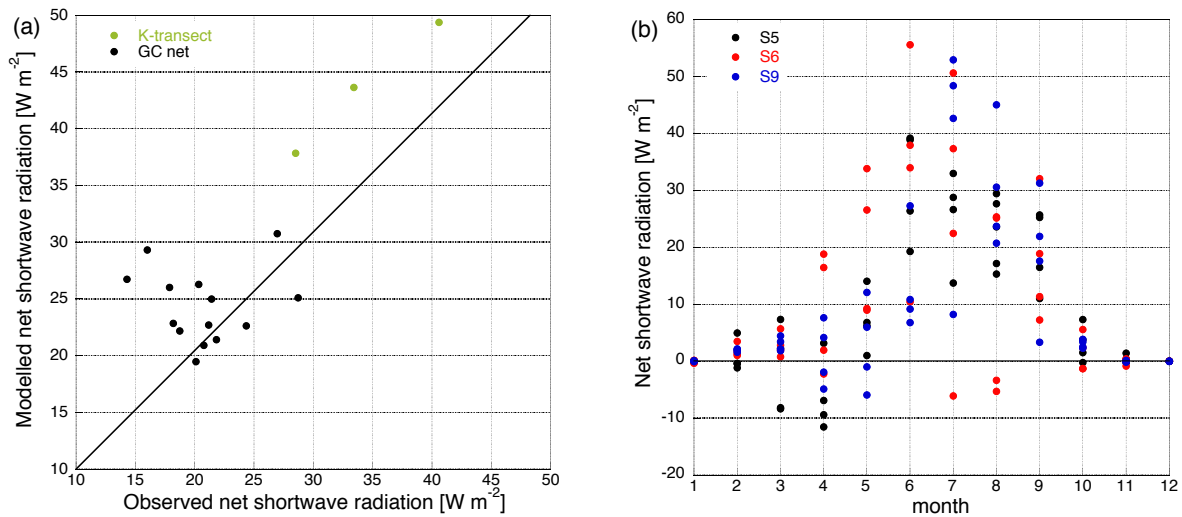 (a)
K-transect
GC net
Modelled net shortwave radiation [W m-2]
50
45
40
35
30
25
20
15
10
10 15 20 25 30 35 40 45 50
Observed net shortwave radiation [W m-2]
(b)
S5
S6
S9
Net shortwave radiation [W m-2]
60
50
40
30
20
10
0
-10
-20
1 2 3 4 5 6 7 8 9 10 11 12
month